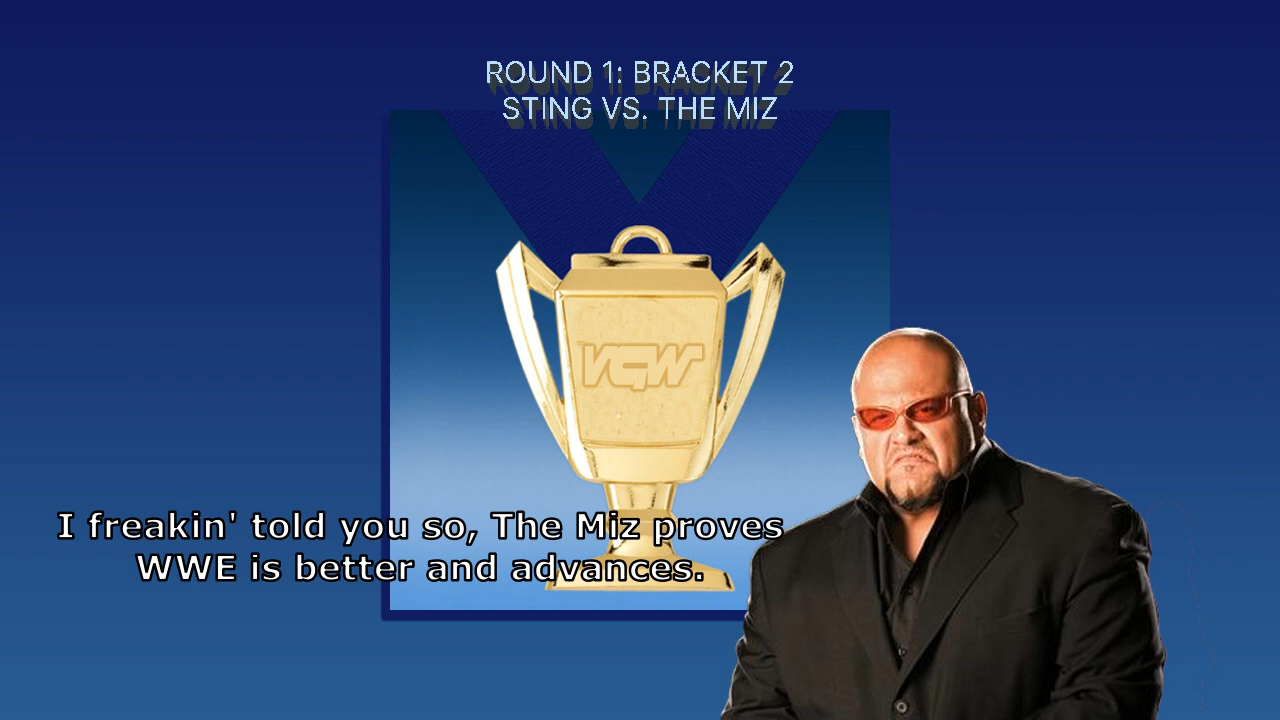 ROUND 1: BRACKET 2
STING VS. THE MIZ
VGW
I freakin' told you so, The Miz proves
WWE is better and advances.